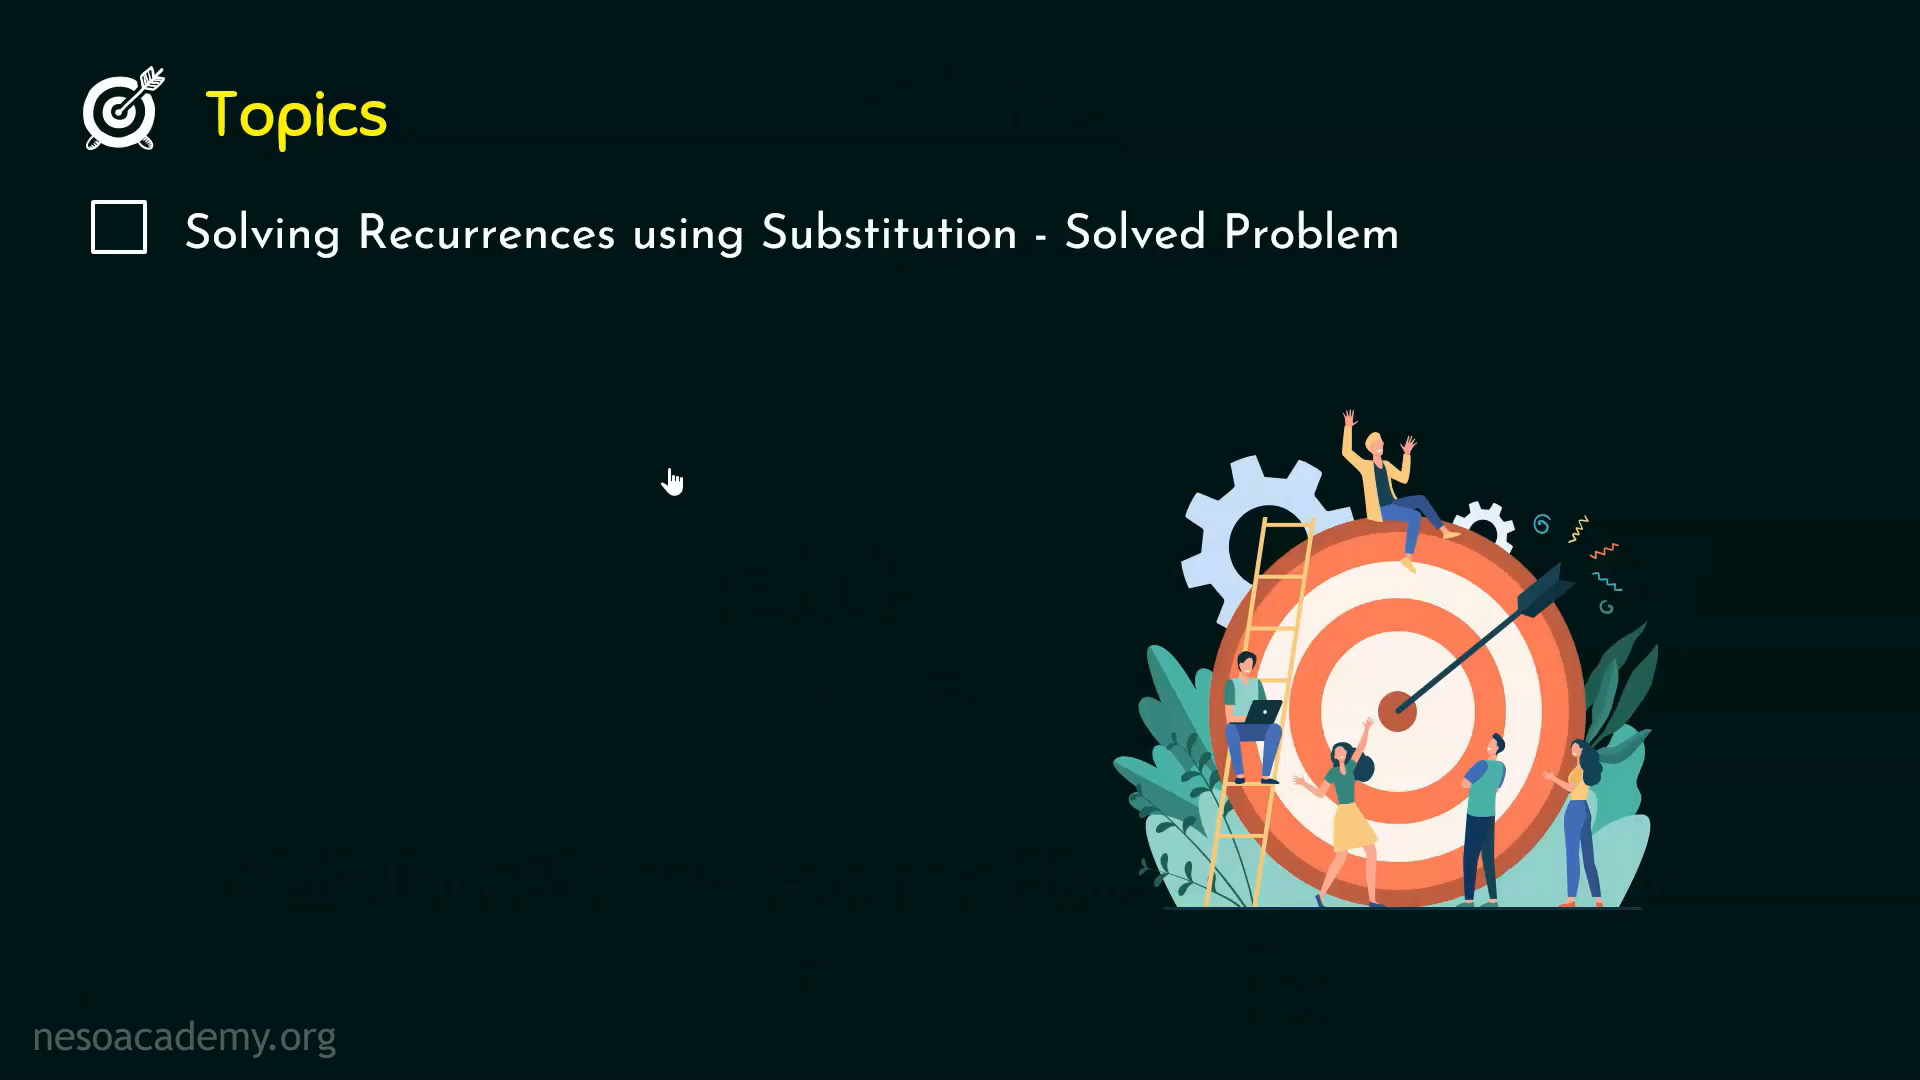 Topics
Solving Recurrences using Substitution - Solved Problem
nesoacademy.org